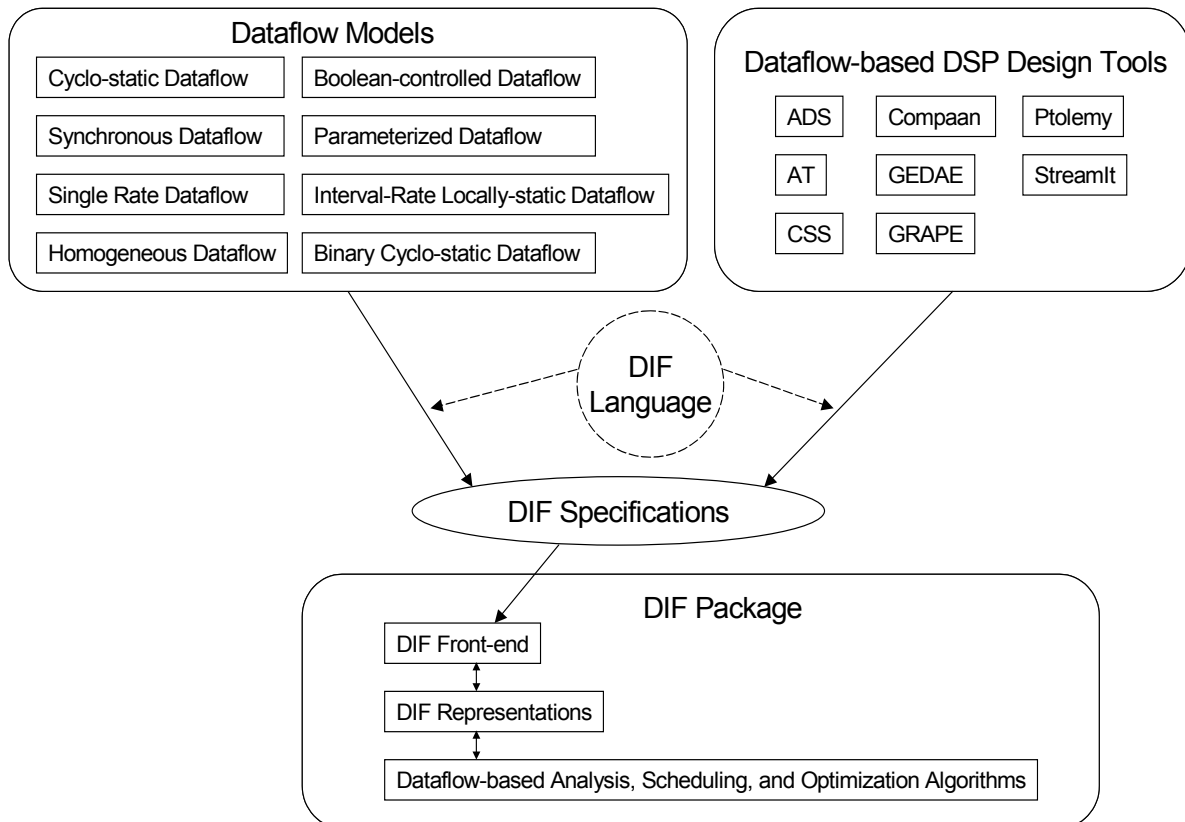 Dataflow Models
Cyclo-static Dataflow
Boolean-controlled Dataflow
Synchronous Dataflow
Parameterized Dataflow
Single Rate Dataflow
Interval-Rate Locally-static Dataflow
Homogeneous Dataflow
Binary Cyclo-static Dataflow
Dataflow-based DSP Design Tools
ADS
Compaan
Ptolemy
AT
GEDAE
StreamIt
CSS
GRAPE
DIF
Language
DIF Specifications
DIF Package
DIF Front-end
DIF Representations
Dataflow-based Analysis, Scheduling, and Optimization Algorithms